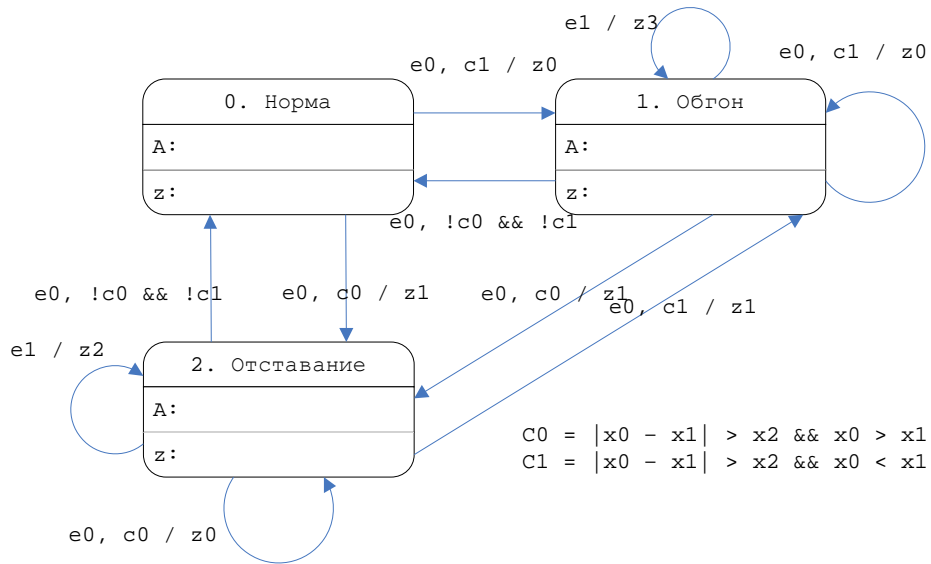 e1 / z3
e0, c1 / z0
e0, c1 / z0
0. Норма
A:
z:
1. Обгон
A:
z:
e0, !c0 && !c1
e0, !c0 && !c1
e0, c0 / z1
e0, c0 / z1
e0, c1 / z1
e1 / z2
2. Отставание
A:
z:
C0 = |x0 – x1| > x2 && x0 > x1
C1 = |x0 – x1| > x2 && x0 < x1
e0, c0 / z0